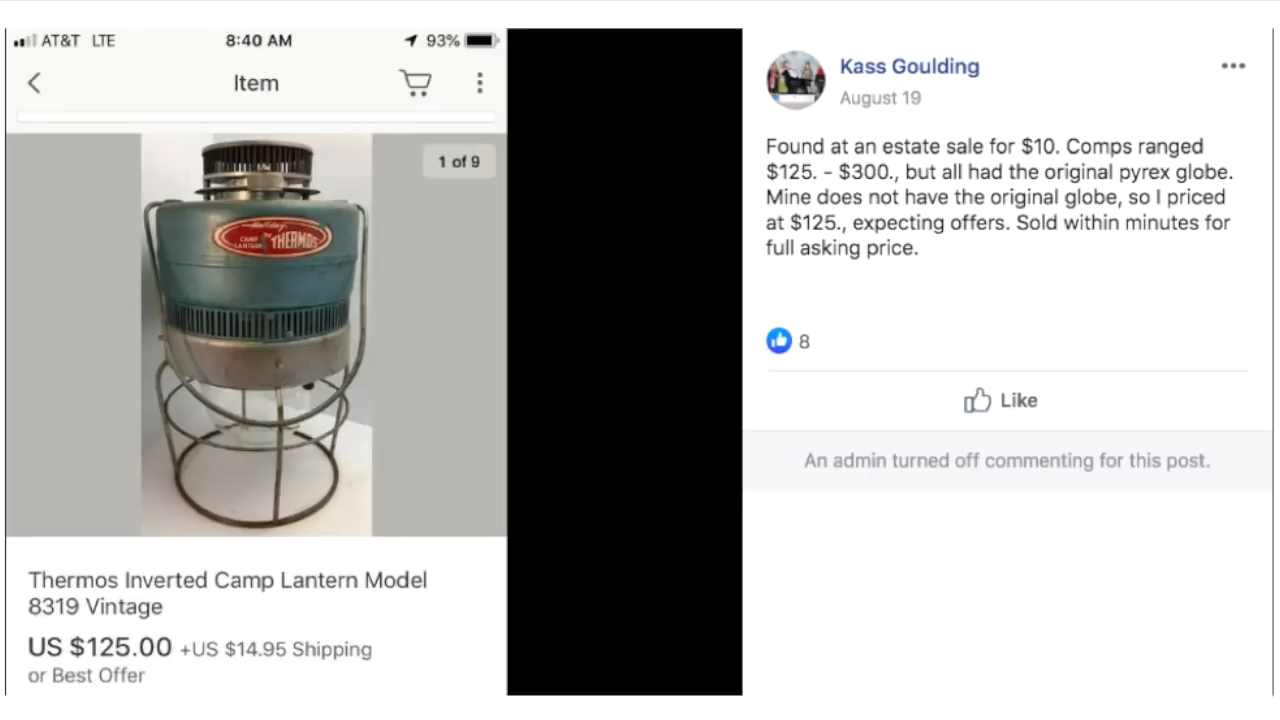 AT&T LTE 8:40 AM 93%
Item
1 of 9
Holiday
CAMP LANTERN THERMOS
Thermos Inverted Camp Lantern Model
8319 Vintage
US $125.00 +US $14.95 Shipping
or Best Offer
Kass Goulding
August 19
Found at an estate sale for $10. Comps ranged
$125. - $300., but all had the original pyrex globe.
Mine does not have the original globe, so I priced
at $125., expecting offers. Sold within minutes for
full asking price.
8
Like
An admin turned off commenting for this post.